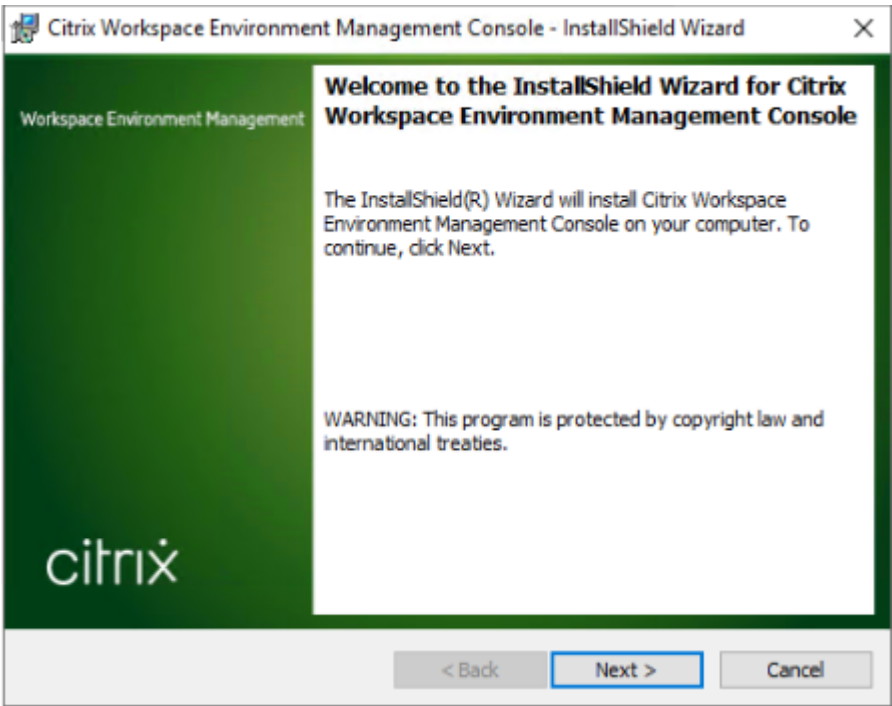 Citrix Workspace Environment Management Console - InstallShield Wizard
Workspace Environment Management
Welcome to the InstallShield Wizard for Citrix
Workspace Environment Management Console
The InstallShield(R) Wizard will install Citrix Workspace
Environment Management Console on your computer. To
continue, click Next.
WARNING: This program is protected by copyright law and
international treaties.
citrix
< Back
Next >
Cancel